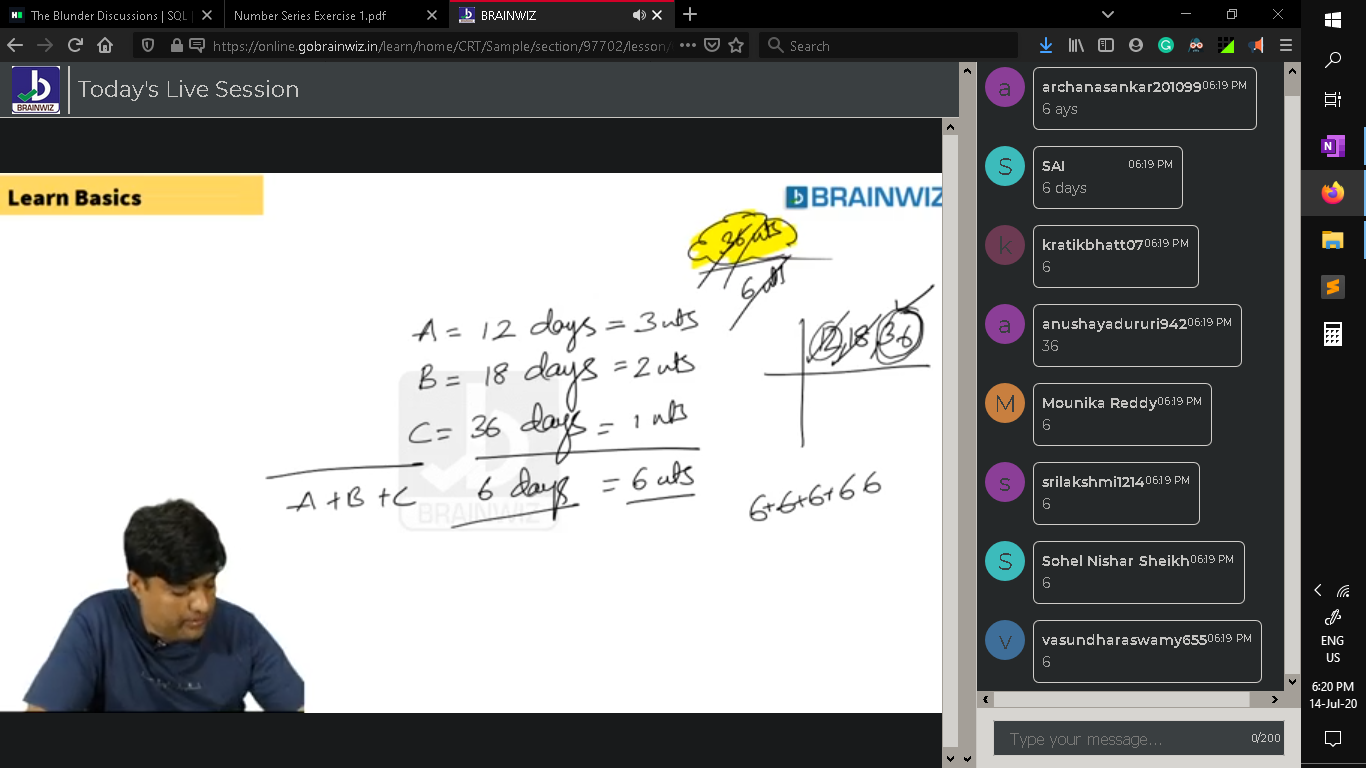 The Blunder Discussions | SQL |
Number Series Exercise 1.pdf
BRAINWIZ
https://online.gobrainwiz.in/learn/home/CRT/Sample/section/97702/lesson/
Search
BRAINWIZ
Today's Live Session
Learn Basics
BRAINWIZ
36 uts
6 uts
A = 12 days = 3 uts
12, 18, 36
B = 18 days = 2 uts
C = 36 days = 1 uts
A + B + C 6 days = 6 uts
6+6+6+6 6
BRAINWIZ
a
archanasankar201099 06:19 PM
6 ays
S
SAI 06:19 PM
6 days
k
kratikbhatt07 06:19 PM
6
a
anushayadururi942 06:19 PM
36
M
Mounika Reddy 06:19 PM
6
s
srilakshmi1214 06:19 PM
6
S
Sohel Nishar Sheikh 06:19 PM
6
v
vasundharaswamy655 06:19 PM
6
Type your message... 0/200
ENG
US
6:20 PM
14-Jul-20